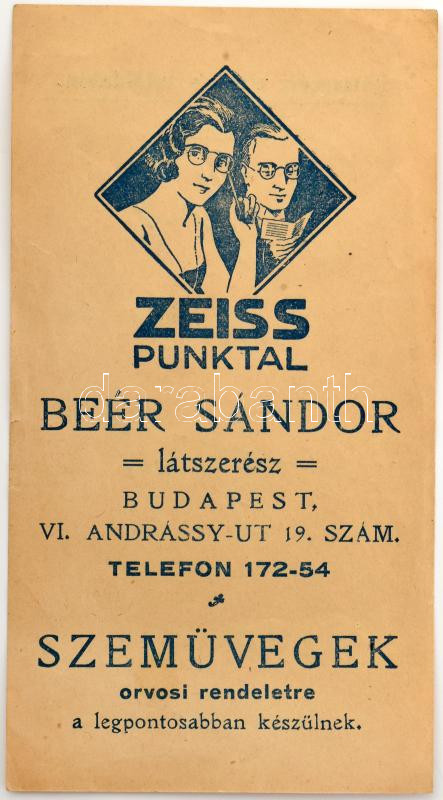 ZEISS
PUNKTAL
darabanth
BEÉR SÁNDOR
= látszerész =
BUDAPEST,
VI. ANDRÁSSY-UT 19. SZÁM.
TELEFON 172-54
SZEMÜVEGEK
orvosi rendeletre
a legpontosabban készülnek.